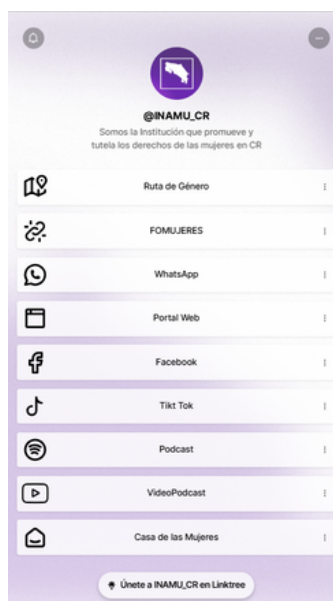 @INAMU_CR
Somos la Institución que promueve y
tutela los derechos de las mujeres en CR
Ruta de Género
FOMUJERES
WhatsApp
Portal Web
Facebook
Tikt Tok
Podcast
VideoPodcast
Casa de las Mujeres
Únete a INAMU_CR en Linktree